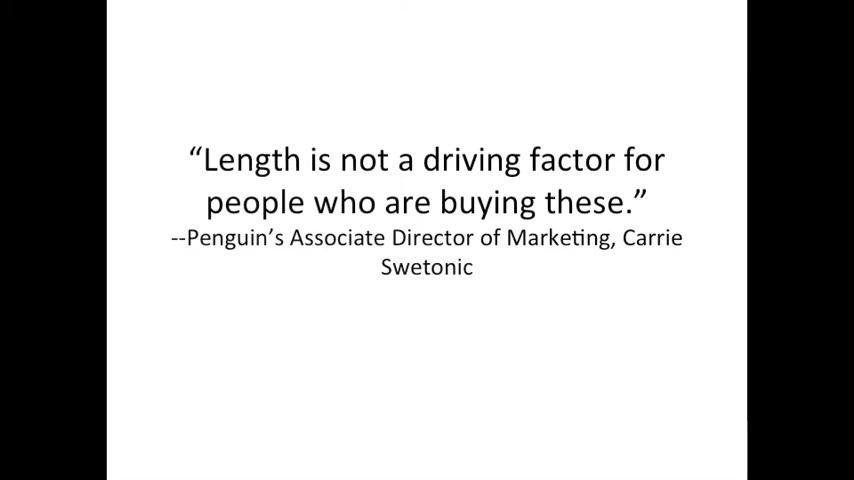 “Length is not a driving factor for
people who are buying these.”
--Penguin’s Associate Director of Marketing, Carrie
Swetonic